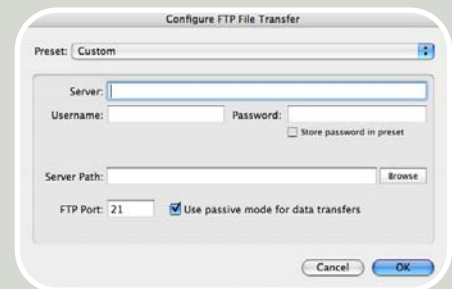 Configure FTP File Transfer
Preset: Custom
Server:
Username: Password:
Store password in preset
Server Path: Browse
FTP Port: 21 Use passive mode for data transfers
Cancel OK